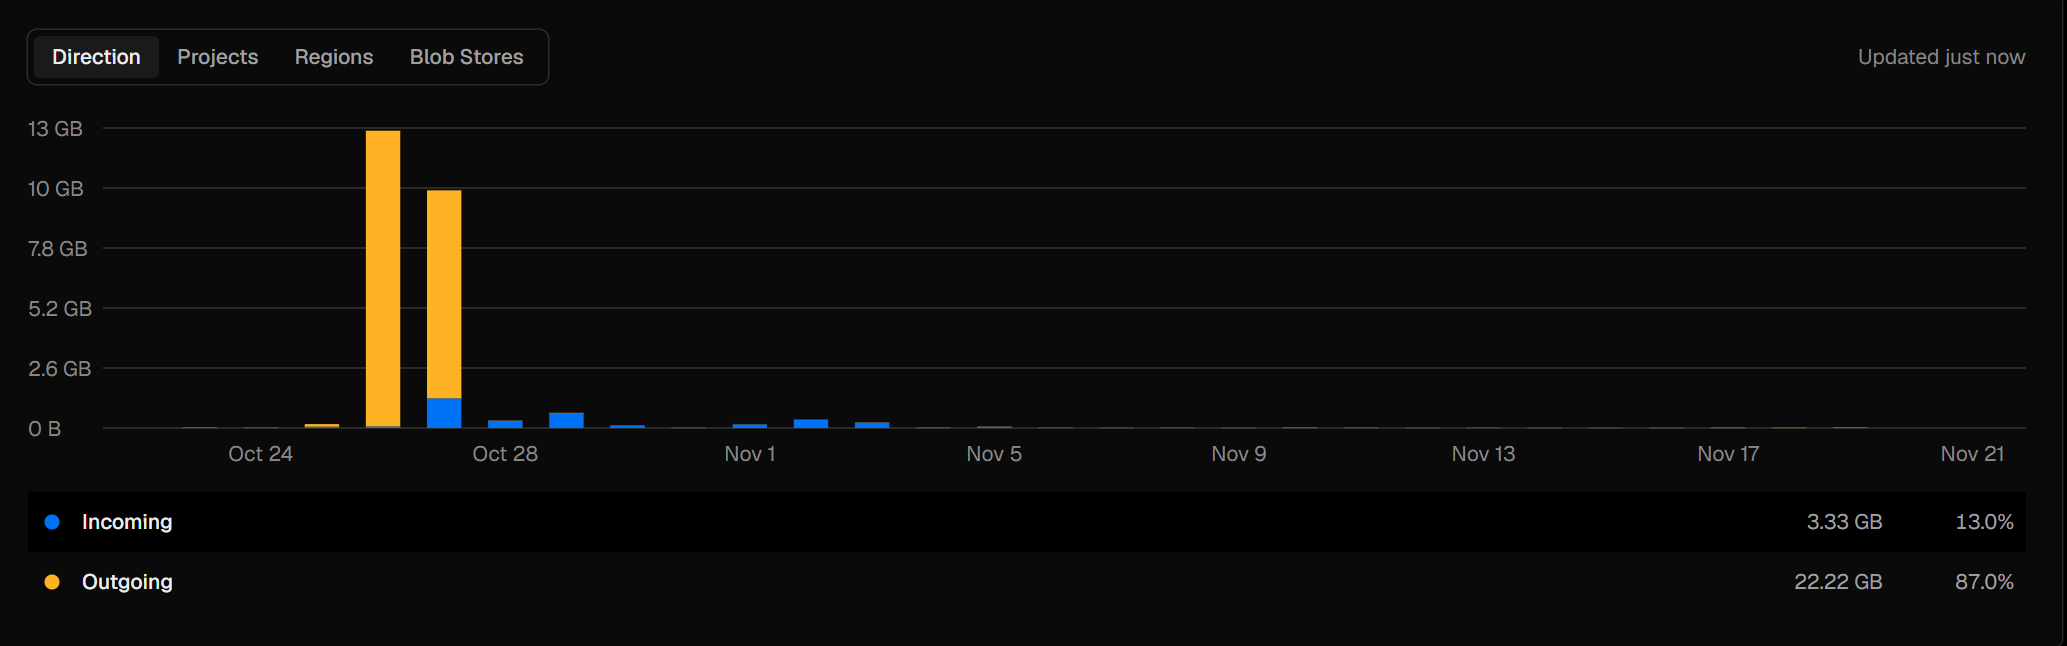 Direction Projects Regions Blob Stores Updated just now
13 GB
10 GB
7.8 GB
5.2 GB
2.6 GB
0 B
Oct 24 Oct 28 Nov 1 Nov 5 Nov 9 Nov 13 Nov 17 Nov 21
Incoming 3.33 GB 13.0%
Outgoing 22.22 GB 87.0%